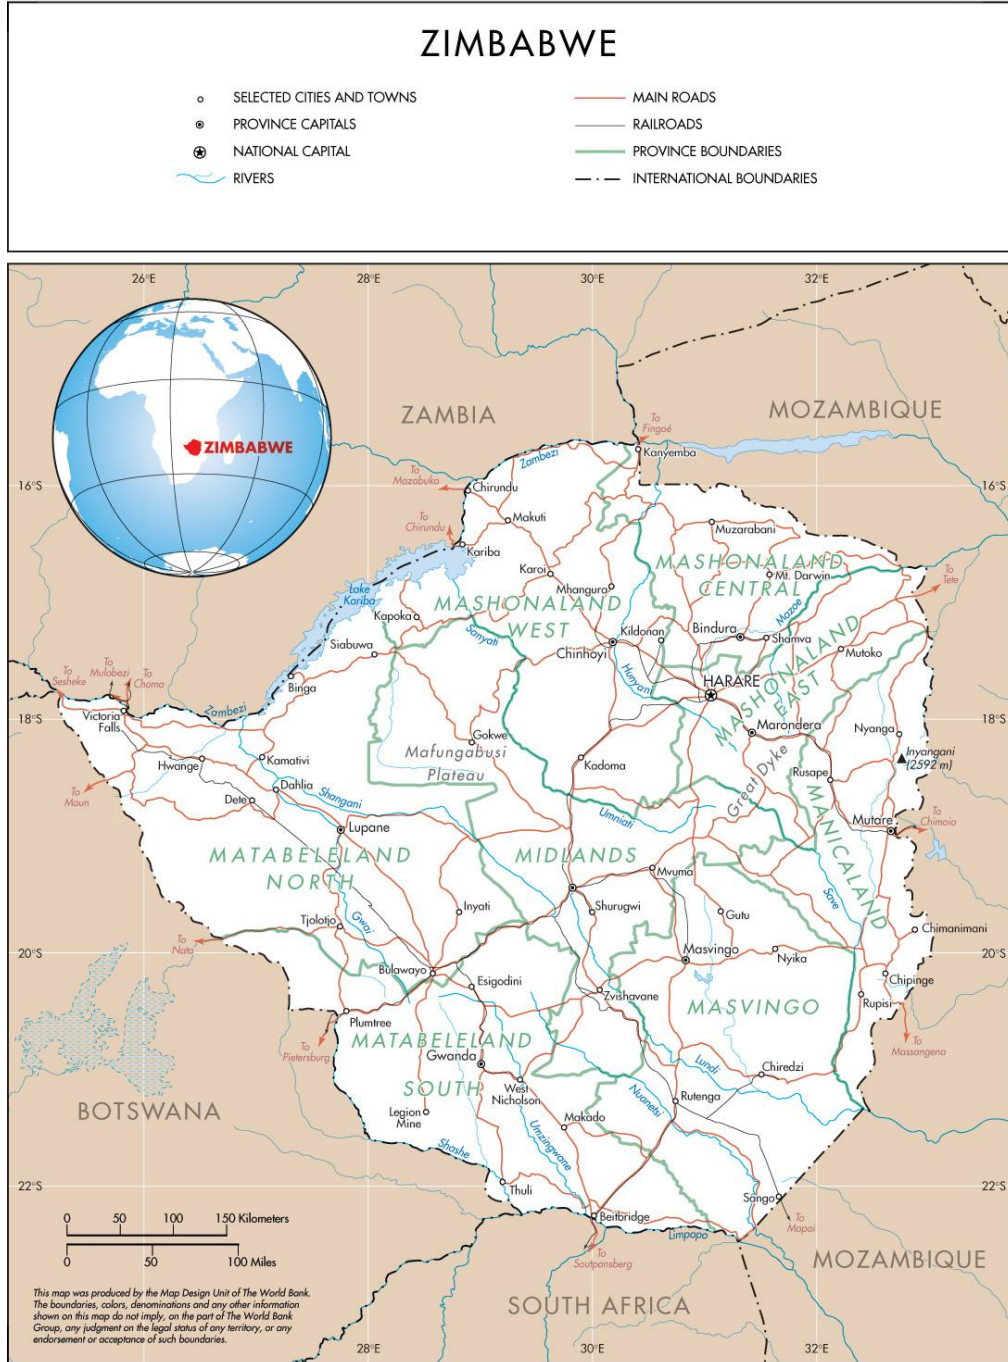 ZIMBABWE
SELECTED CITIES AND TOWNS
PROVINCE CAPITALS
NATIONAL CAPITAL
RIVERS
MAIN ROADS
RAILROADS
PROVINCE BOUNDARIES
INTERNATIONAL BOUNDARIES
26°E
28°E
30°E
32°E
ZIMBABWE
ZAMBIA
MOZAMBIQUE
To
Fingoé
Kanyemba
Zambezi
To
Mazabuka
16°S
16°S
Chirundu
To
Chirundu
Makuti
Muzarabani
Kariba
Karoi
Mhangura
MASHONALAND
CENTRAL
Mt. Darwin
To
Tete
Lake
Kariba
Kapoka
MASHONALAND
WEST
Mazoe
Sanyati
Kildonan
Bindura
Shamva
Siabuwa
Chinhoyi
Mutoko
Hunyani
HARARE
MASHONALAND
EAST
To
Sesheke
To
Mulobezi
To
Choma
Binga
Zambezi
Victoria
Falls
18°S
18°S
Marondera
Nyanga
Gokwe
Mafungabusi
Plateau
Inyangani
(2592 m)
Hwange
Kamativi
Kadoma
Great Dyke
Rusape
To
Maun
Dahlia
Dete
Shangani
Umniati
Mutare
To
Chimoio
Lupane
MANICALAND
MATABELELAND
NORTH
MIDLANDS
Mvuma
Save
Inyati
Shurugwi
Gutu
Tjolotjo
Gwai
Chimanimani
To
Nata
20°S
20°S
Masvingo
Nyika
Bulawayo
Esigodini
Chipinge
Zvishavane
Rupisi
MASVINGO
Plumtree
To
Pietersburg
MATABELELAND
SOUTH
To
Massangena
Gwanda
Lundi
Chiredzi
West
Nicholson
Nuanetsi
Rutenga
BOTSWANA
Legion
Mine
Makado
Umzingwane
Shashe
22°S
22°S
Thuli
Sango
Beitbridge
To
Mapai
Limpopo
To
Soutpansberg
MOZAMBIQUE
SOUTH AFRICA
0 50 100 150 Kilometers
0 50 100 Miles
This map was produced by the Map Design Unit of The World Bank.
The boundaries, colors, denominations and any other information
shown on this map do not imply, on the part of The World Bank
Group, any judgment on the legal status of any territory, or any
endorsement or acceptance of such boundaries.
28°E
30°E
32°E